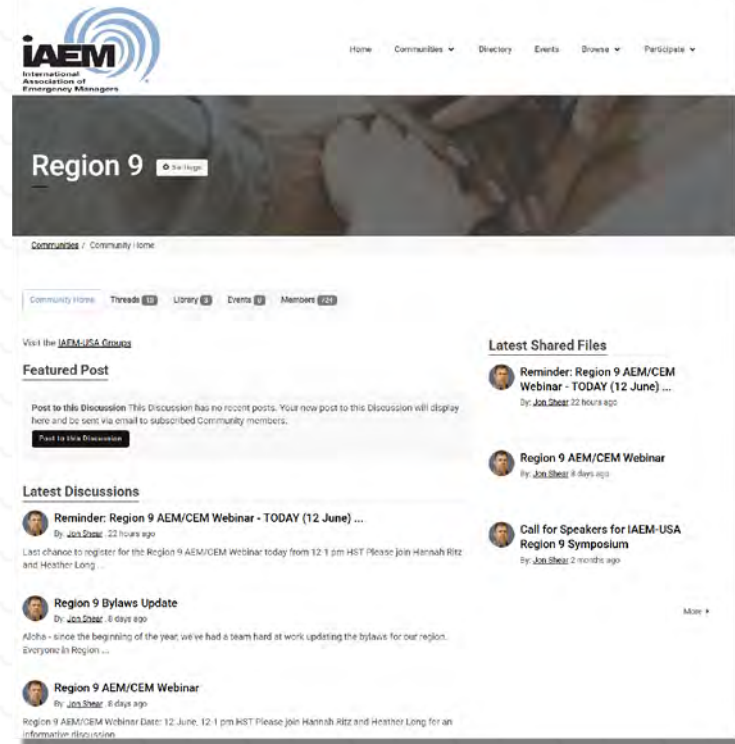 iAEM
International
Association of
Emergency Managers
Home Communities Directory Events Browse Participate
Region 9
Communities / Community Home
Community Home Threads 10 Library 3 Events 0 Members
Visit the IAEM-USA Groups
Featured Post
Post to this Discussion This Discussion has no recent posts. Your new post to this Discussion will display
here and be sent via email to subscribed Community members.
Post to this Discussion
Latest Discussions
Reminder: Region 9 AEM/CEM Webinar - TODAY (12 June) ...
By: Jon Shear , 22 hours ago
Last chance to register for the Region 9 AEM/CEM Webinar today from 12-1 pm HST Please join Hannah Ritz
and Heather Long ...
Region 9 Bylaws Update
By: Jon Shear , 8 days ago
Aloha - since the beginning of the year, we've had a team hard at work updating the bylaws for our region.
Everyone in Region ...
Region 9 AEM/CEM Webinar
By: Jon Shear , 8 days ago
Region 9 AEM/CEM Webinar Date: 12 June, 12-1 pm HST Please join Hannah Ritz and Heather Long for an
informative discussion
Latest Shared Files
Reminder: Region 9 AEM/CEM
Webinar - TODAY (12 June) ...
By: Jon Shear 22 hours ago
Region 9 AEM/CEM Webinar
By: Jon Shear 8 days ago
Call for Speakers for IAEM-USA
Region 9 Symposium
By: Jon Shear 2 months ago
More